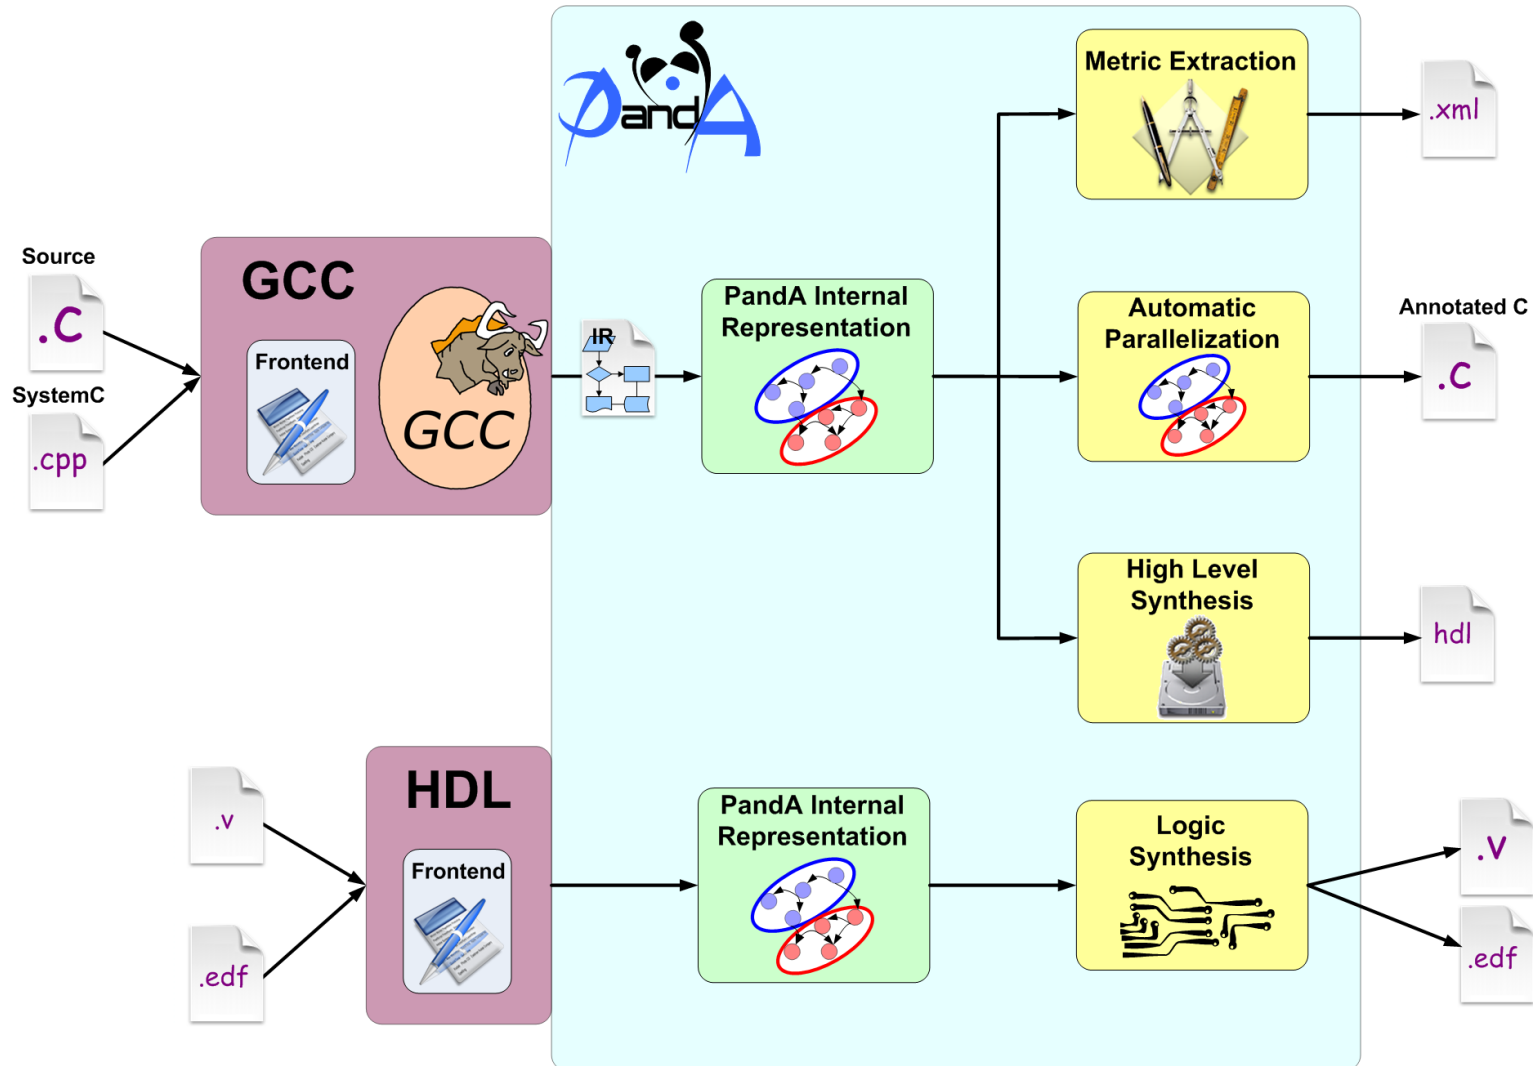 PandA
Metric Extraction
.xml
Source
.C
GCC
Frontend
GCC
IR
PandA Internal
Representation
Automatic
Parallelization
Annotated C
.C
SystemC
.cpp
High Level
Synthesis
hdl
HDL
Frontend
.v
.edf
PandA Internal
Representation
Logic
Synthesis
.v
.edf